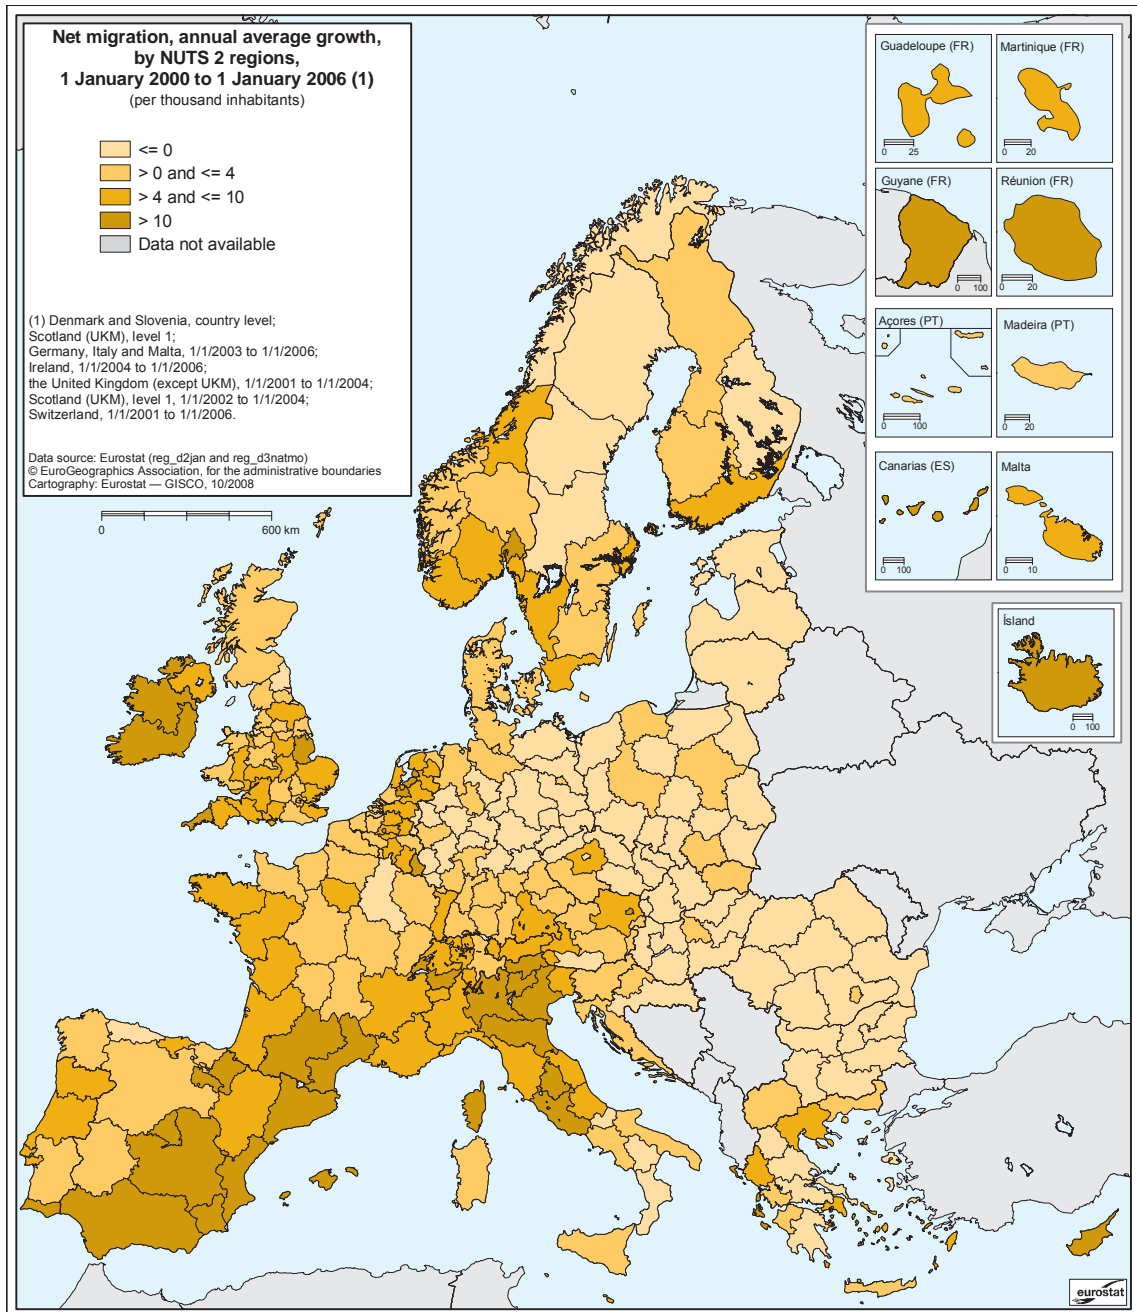 Net migration, annual average growth,
by NUTS 2 regions,
1 January 2000 to 1 January 2006 (1)
(per thousand inhabitants)
<= 0
> 0 and <= 4
> 4 and <= 10
> 10
Data not available
(1) Denmark and Slovenia, country level;
Scotland (UKM), level 1;
Germany, Italy and Malta, 1/1/2003 to 1/1/2006;
Ireland, 1/1/2004 to 1/1/2006;
the United Kingdom (except UKM), 1/1/2001 to 1/1/2004;
Scotland (UKM), level 1, 1/1/2002 to 1/1/2004;
Switzerland, 1/1/2001 to 1/1/2006.
Data source: Eurostat (reg_d2jan and reg_d3natmo)
© EuroGeographics Association, for the administrative boundaries
Cartography: Eurostat — GISCO, 10/2008
0 600 km
Guadeloupe (FR)
0 25
Martinique (FR)
0 20
Guyane (FR)
0 100
Réunion (FR)
0 20
Açores (PT)
0 100
Madeira (PT)
0 20
Canarias (ES)
0 100
Malta
0 10
Ísland
0 100
eurostat